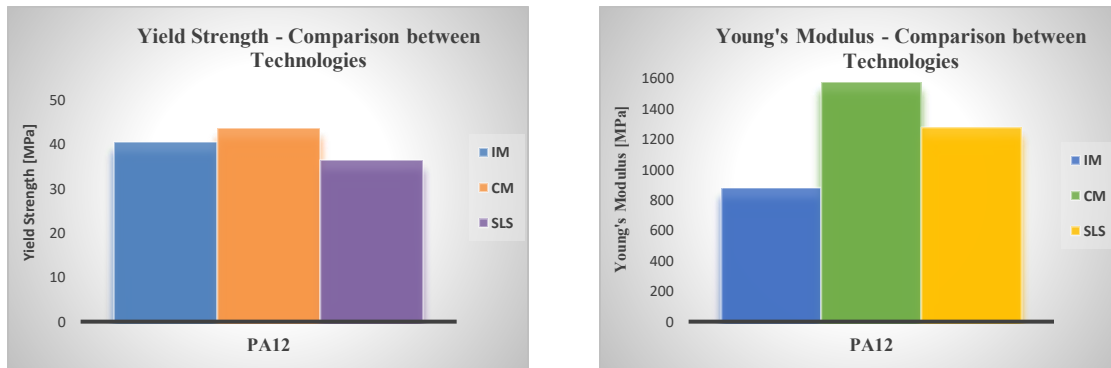 Yield Strength - Comparison between
Technologies
Yield Strength [MPa]
50
40
30
20
10
0
IM
CM
SLS
PA12
Young's Modulus - Comparison between
Technologies
Young's Modulus [MPa]
1600
1400
1200
1000
800
600
400
200
0
IM
CM
SLS
PA12